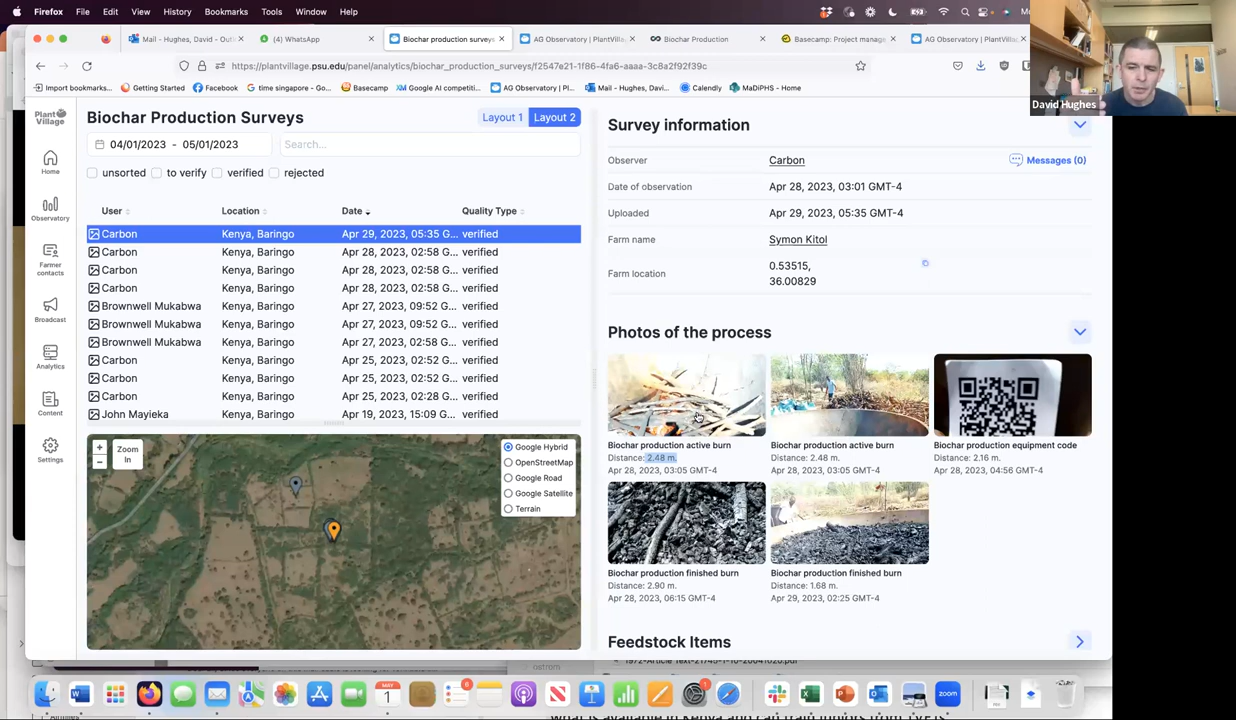 Firefox File Edit View History Bookmarks Tools Window Help
Mail - Hughes, David - Outl
(4) WhatsApp
Biochar production surveys
AG Observatory | PlantVilla
Biochar Production
Basecamp: Project manage
AG Observatory | PlantVill
https://plantvillage.psu.edu/panel/analytics/biochar_production_surveys/f2547e21-1f86-4fa6-aaaa-3c8a2f92f39c
Import bookmarks... Getting Started Facebook time singapore - Go... Basecamp Google AI competiti... AG Observatory | Pl... Mail - Hughes, Davi... Calendly MaDiPHS - Home
David Hughes
Plant Village
Home
Observatory
Farmer contacts
Broadcast
Analytics
Content
Settings
Biochar Production Surveys
Layout 1 Layout 2
04/01/2023 - 05/01/2023
Search...
unsorted to verify verified rejected
User Location Date Quality Type
Carbon Kenya, Baringo Apr 29, 2023, 05:35 G... verified
Carbon Kenya, Baringo Apr 28, 2023, 02:58 G... verified
Carbon Kenya, Baringo Apr 28, 2023, 02:58 G... verified
Carbon Kenya, Baringo Apr 28, 2023, 02:58 G... verified
Brownwell Mukabwa Kenya, Baringo Apr 27, 2023, 09:52 G... verified
Brownwell Mukabwa Kenya, Baringo Apr 27, 2023, 09:52 G... verified
Brownwell Mukabwa Kenya, Baringo Apr 27, 2023, 02:58 G... verified
Carbon Kenya, Baringo Apr 25, 2023, 02:52 G... verified
Carbon Kenya, Baringo Apr 25, 2023, 02:52 G... verified
Carbon Kenya, Baringo Apr 25, 2023, 02:28 G... verified
John Mayieka Kenya, Baringo Apr 19, 2023, 15:09 G... verified
+
-
Zoom In
Google Hybrid
OpenStreetMap
Google Road
Google Satellite
Terrain
Survey information
Observer Carbon Messages (0)
Date of observation Apr 28, 2023, 03:01 GMT-4
Uploaded Apr 29, 2023, 05:35 GMT-4
Farm name Symon Kitol
Farm location 0.53515, 36.00829
Photos of the process
Biochar production active burn
Distance: 2.48 m.
Apr 28, 2023, 03:05 GMT-4
Biochar production active burn
Distance: 2.48 m.
Apr 28, 2023, 03:05 GMT-4
Biochar production equipment code
Distance: 2.16 m.
Apr 28, 2023, 04:56 GMT-4
Biochar production finished burn
Distance: 2.90 m.
Apr 28, 2023, 06:15 GMT-4
Biochar production finished burn
Distance: 1.68 m.
Apr 29, 2023, 02:25 GMT-4
Feedstock Items
ostrom
MAY
1
6
1
zoom